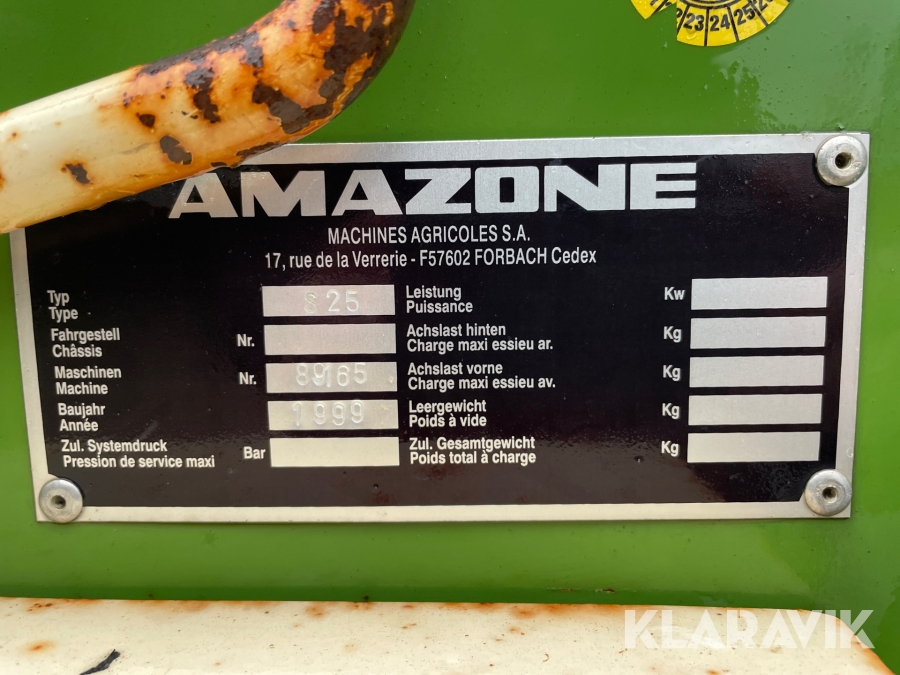 23 24 25
AMAZONE
MACHINES AGRICOLES S.A.
17, rue de la Verrerie - F57602 FORBACH Cedex
Typ
Type
S25
Fahrgestell
Châssis
Nr.
Maschinen
Machine
Nr.
89165
Baujahr
Année
1999
Zul. Systemdruck
Pression de service maxi
Bar
Leistung
Puissance
Kw
Achslast hinten
Charge maxi essieu ar.
Kg
Achslast vorne
Charge maxi essieu av.
Kg
Leergewicht
Poids à vide
Kg
Zul. Gesamtgewicht
Poids total à charge
Kg
KLARAVIK